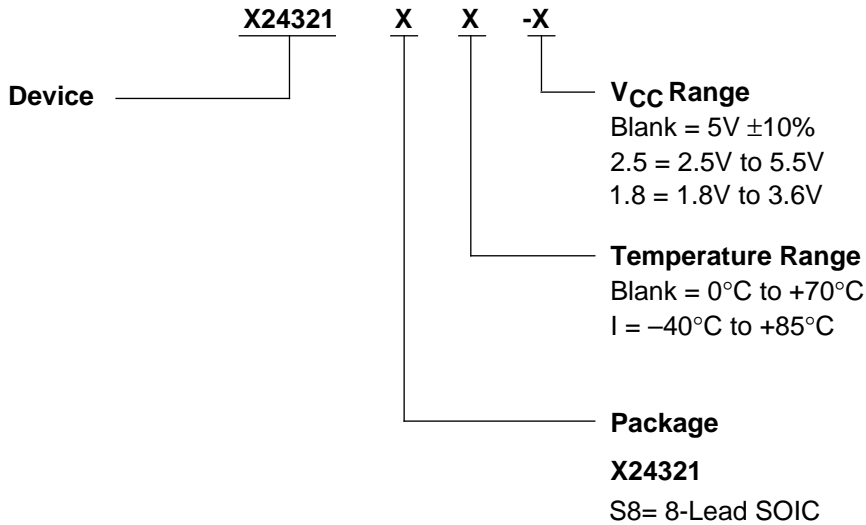 X24321 X X -X
Device
VCC Range
Blank = 5V ±10%
2.5 = 2.5V to 5.5V
1.8 = 1.8V to 3.6V
Temperature Range
Blank = 0°C to +70°C
I = –40°C to +85°C
Package
X24321
S8= 8-Lead SOIC